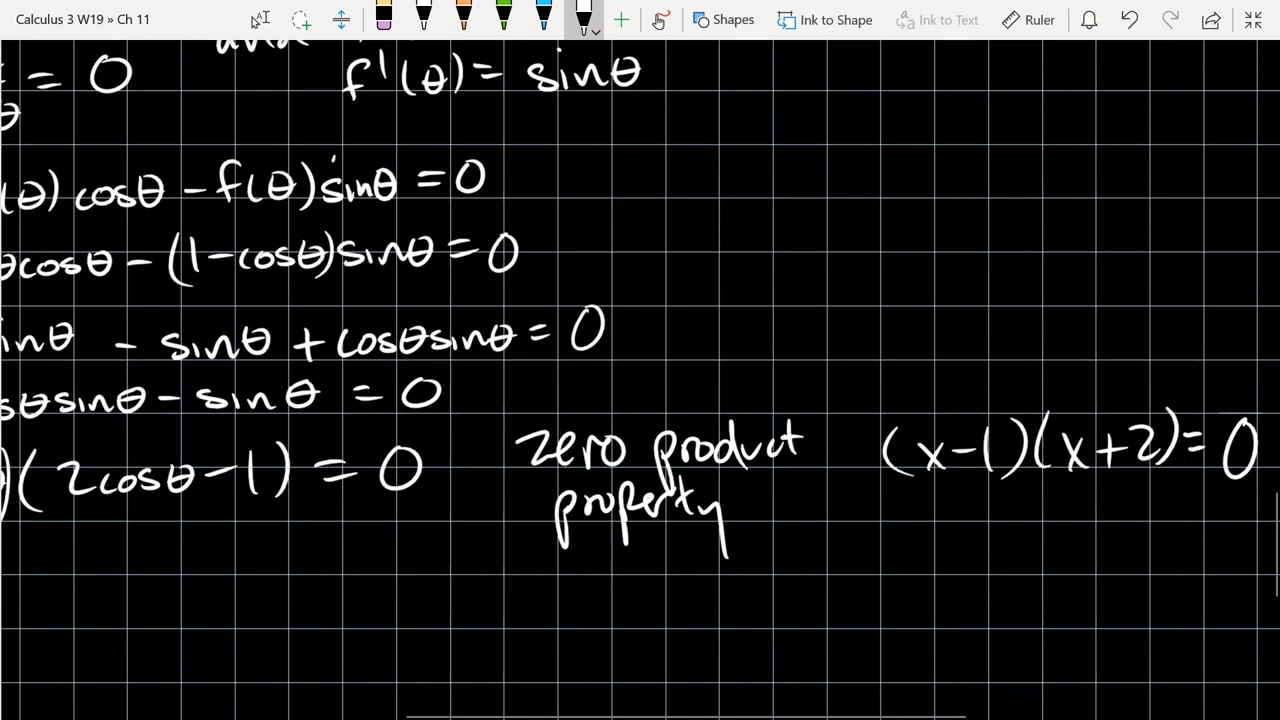 Calculus 3 W19 » Ch 11
Shapes
Ink to Shape
Ink to Text
Ruler
= 0
f'(θ) = sinθ
(θ) cosθ - f(θ) sinθ = 0
θcosθ - (1-cosθ)sinθ = 0
inθ - sinθ + cosθsinθ = 0
sθsinθ - sinθ = 0
)(2cosθ-1) = 0
zero product
property
(x-1)(x+2) = 0